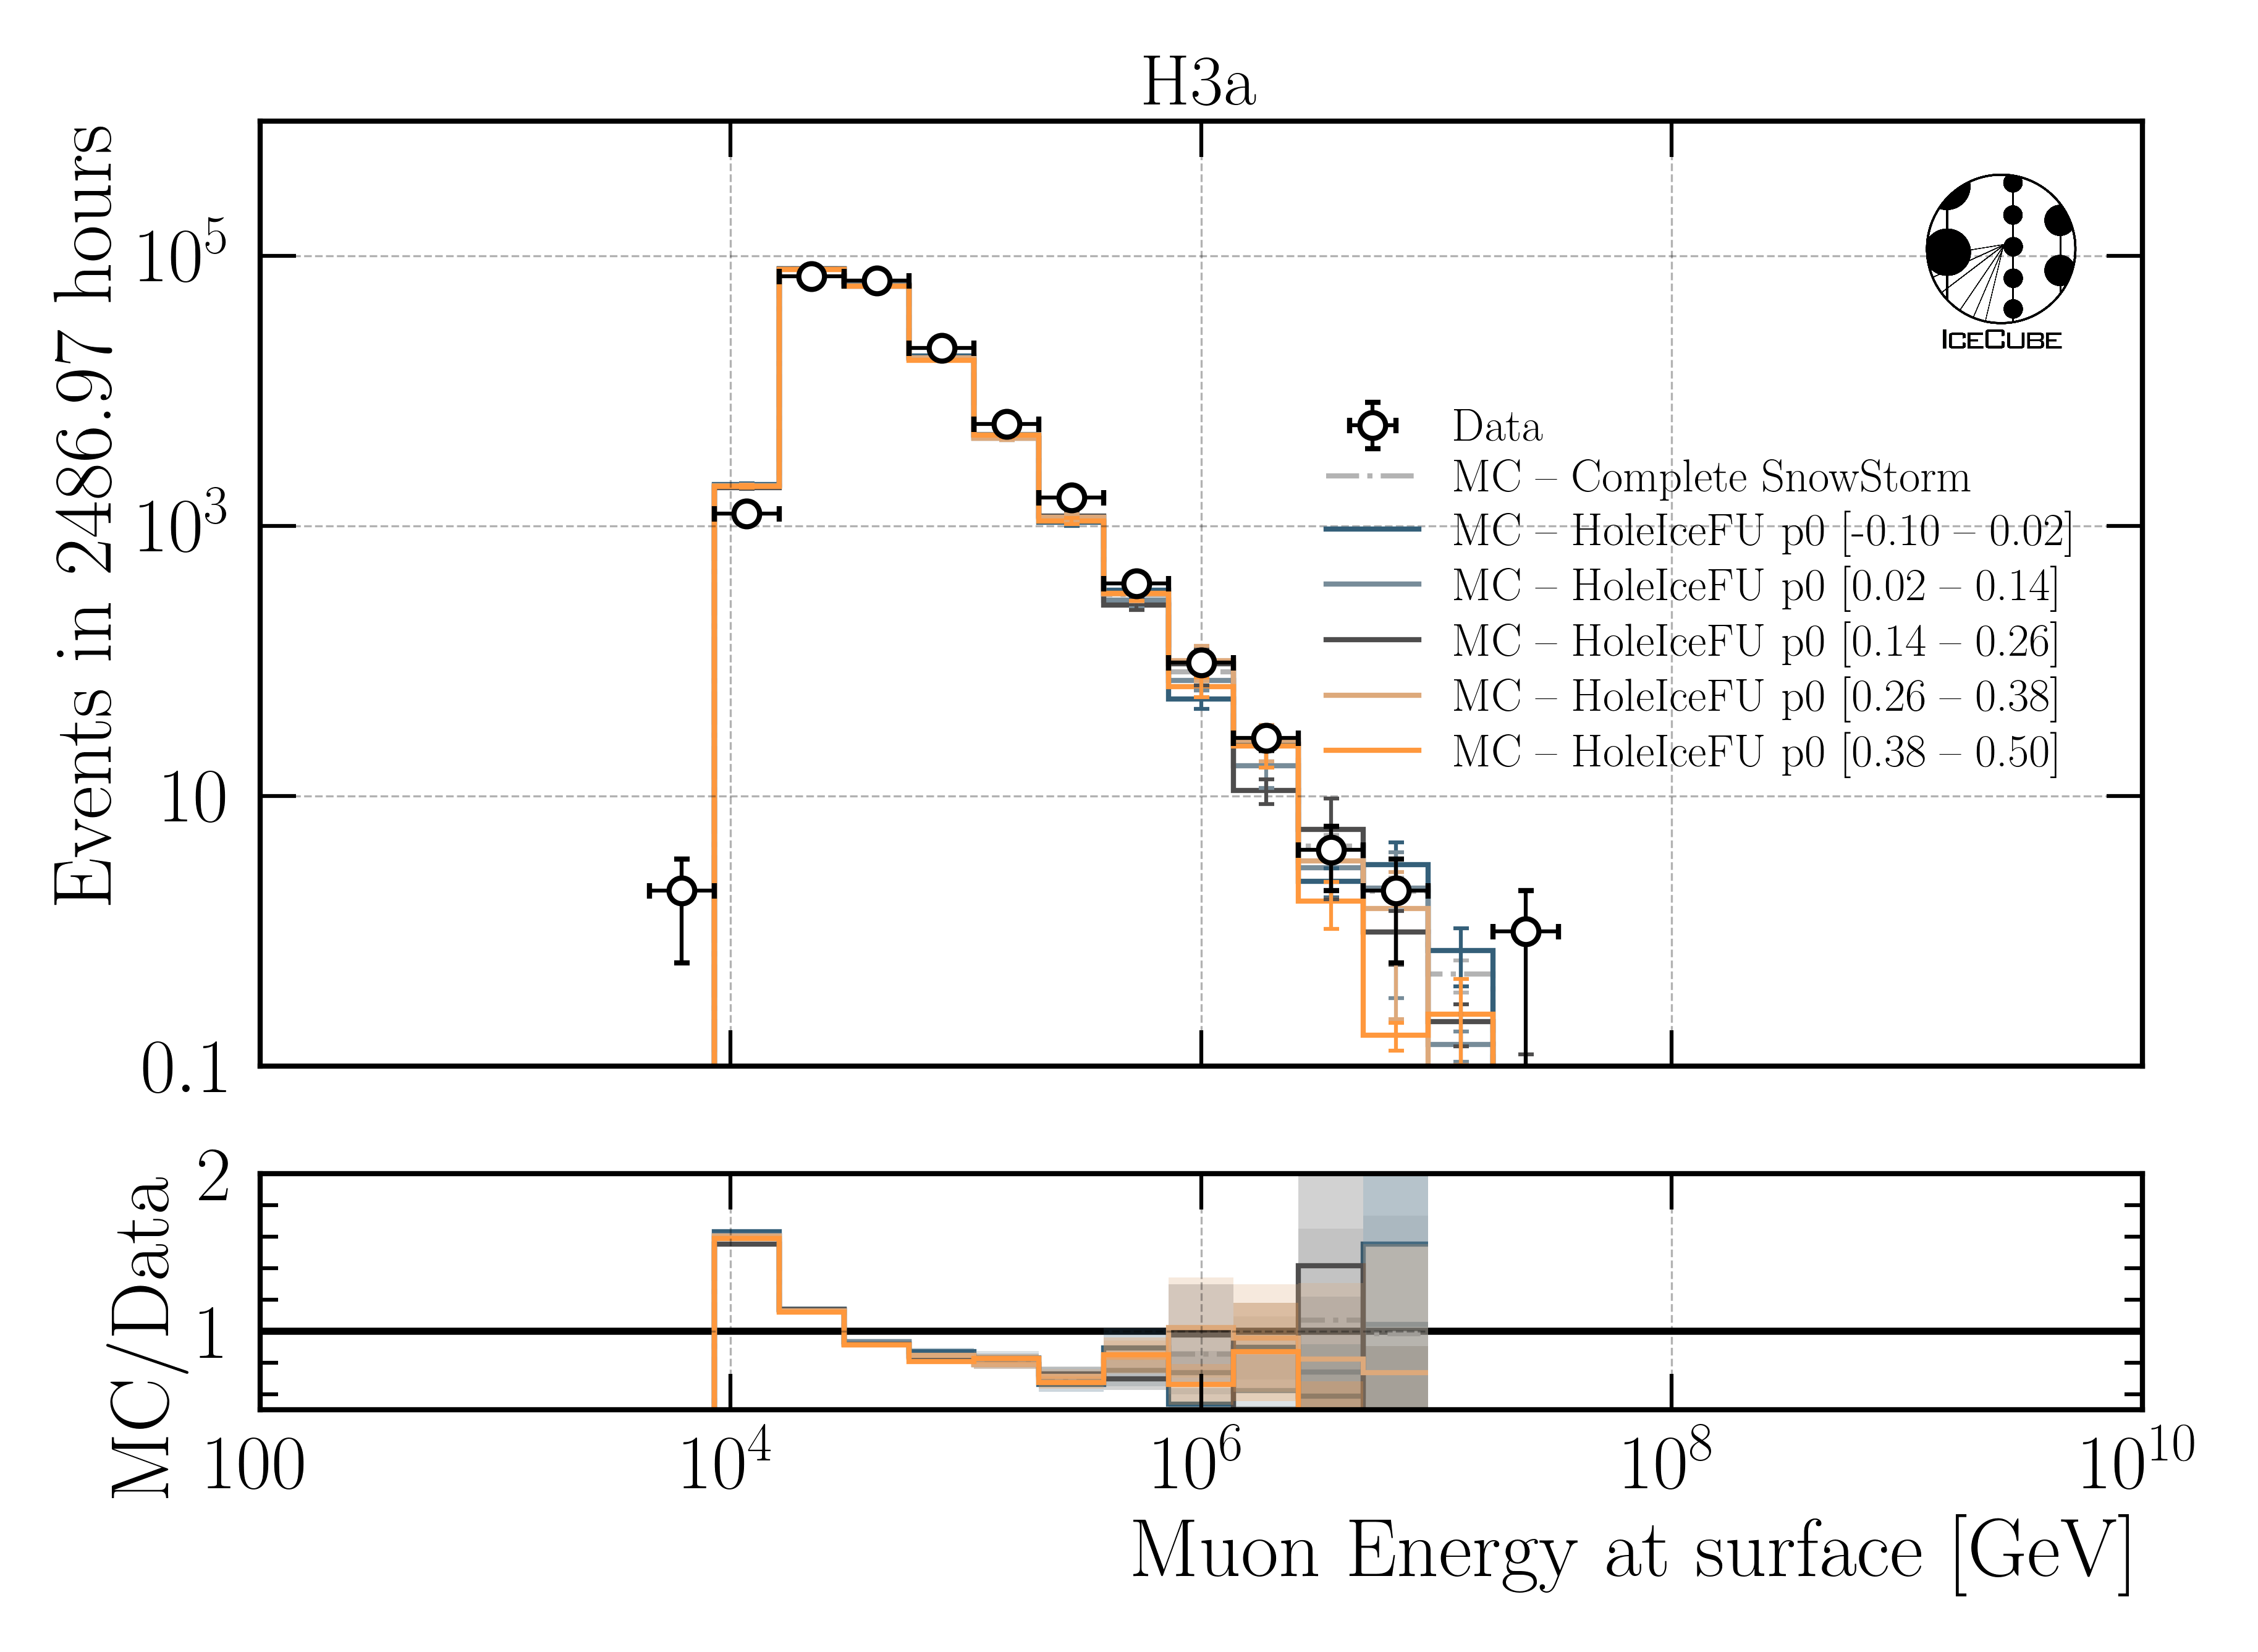 H3a
Events in 2486.97 hours
10^5
10^3
10
0.1
ICECUBE
Data
MC – Complete SnowStorm
MC – HoleIceFU p0 [-0.10 – 0.02]
MC – HoleIceFU p0 [0.02 – 0.14]
MC – HoleIceFU p0 [0.14 – 0.26]
MC – HoleIceFU p0 [0.26 – 0.38]
MC – HoleIceFU p0 [0.38 – 0.50]
MC/Data
2
1
100 10^4 10^6 10^8 10^10
Muon Energy at surface [GeV]